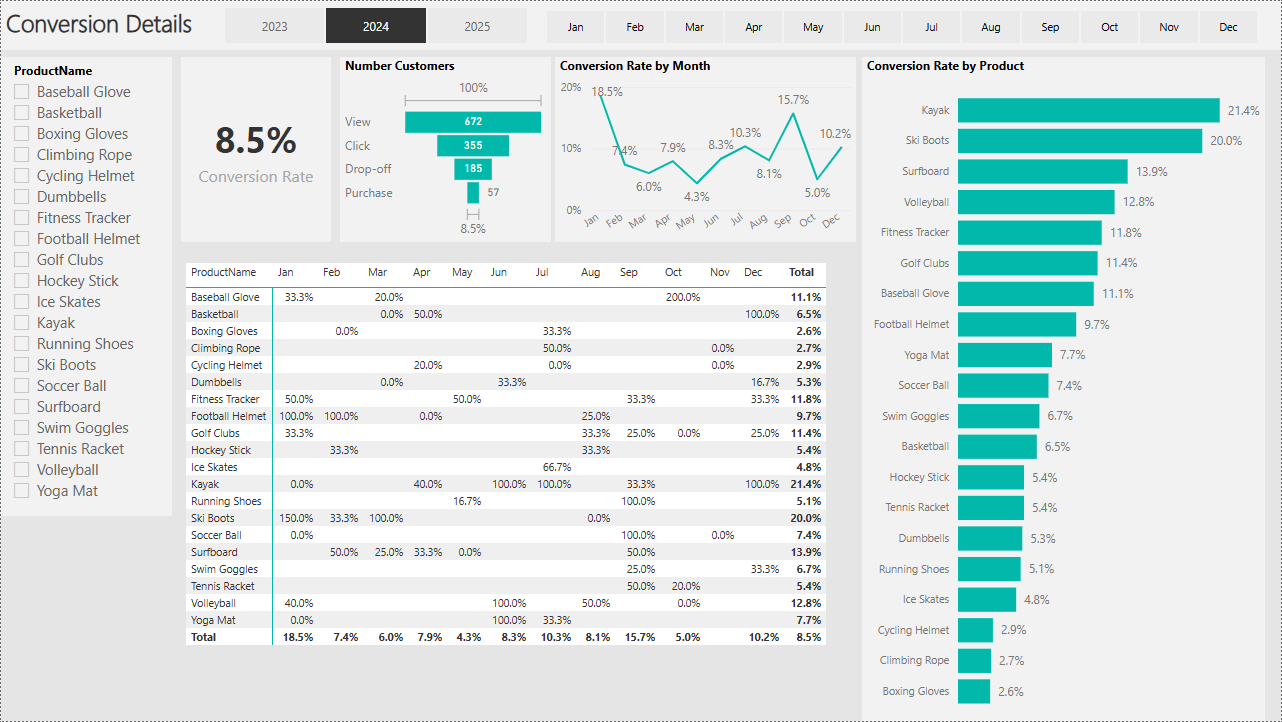 Conversion Details
2023 2024 2025 Jan Feb Mar Apr May Jun Jul Aug Sep Oct Nov Dec
ProductName
Baseball Glove
Basketball
Boxing Gloves
Climbing Rope
Cycling Helmet
Dumbbells
Fitness Tracker
Football Helmet
Golf Clubs
Hockey Stick
Ice Skates
Kayak
Running Shoes
Ski Boots
Soccer Ball
Surfboard
Swim Goggles
Tennis Racket
Volleyball
Yoga Mat
8.5%
Conversion Rate
Number Customers
100%
View 672
Click 355
Drop-off 185
Purchase 57
8.5%
Conversion Rate by Month
20%
10%
0%
18.5% 7.4% 6.0% 7.9% 4.3% 8.3% 10.3% 8.1% 15.7% 5.0% 10.2%
Jan Feb Mar Apr May Jun Jul Aug Sep Oct Dec
ProductName Jan Feb Mar Apr May Jun Jul Aug Sep Oct Nov Dec Total
Baseball Glove 33.3% 20.0% 200.0% 11.1%
Basketball 0.0% 50.0% 100.0% 6.5%
Boxing Gloves 0.0% 33.3% 2.6%
Climbing Rope 50.0% 0.0% 2.7%
Cycling Helmet 20.0% 0.0% 0.0% 2.9%
Dumbbells 0.0% 33.3% 16.7% 5.3%
Fitness Tracker 50.0% 50.0% 33.3% 33.3% 11.8%
Football Helmet 100.0% 100.0% 0.0% 25.0% 9.7%
Golf Clubs 33.3% 33.3% 25.0% 0.0% 25.0% 11.4%
Hockey Stick 33.3% 33.3% 5.4%
Ice Skates 66.7% 4.8%
Kayak 0.0% 40.0% 100.0% 100.0% 33.3% 100.0% 21.4%
Running Shoes 16.7% 100.0% 5.1%
Ski Boots 150.0% 33.3% 100.0% 0.0% 20.0%
Soccer Ball 0.0% 100.0% 0.0% 7.4%
Surfboard 50.0% 25.0% 33.3% 0.0% 50.0% 13.9%
Swim Goggles 25.0% 33.3% 6.7%
Tennis Racket 50.0% 20.0% 5.4%
Volleyball 40.0% 100.0% 50.0% 0.0% 12.8%
Yoga Mat 0.0% 100.0% 33.3% 7.7%
Total 18.5% 7.4% 6.0% 7.9% 4.3% 8.3% 10.3% 8.1% 15.7% 5.0% 10.2% 8.5%
Conversion Rate by Product
Kayak 21.4%
Ski Boots 20.0%
Surfboard 13.9%
Volleyball 12.8%
Fitness Tracker 11.8%
Golf Clubs 11.4%
Baseball Glove 11.1%
Football Helmet 9.7%
Yoga Mat 7.7%
Soccer Ball 7.4%
Swim Goggles 6.7%
Basketball 6.5%
Hockey Stick 5.4%
Tennis Racket 5.4%
Dumbbells 5.3%
Running Shoes 5.1%
Ice Skates 4.8%
Cycling Helmet 2.9%
Climbing Rope 2.7%
Boxing Gloves 2.6%